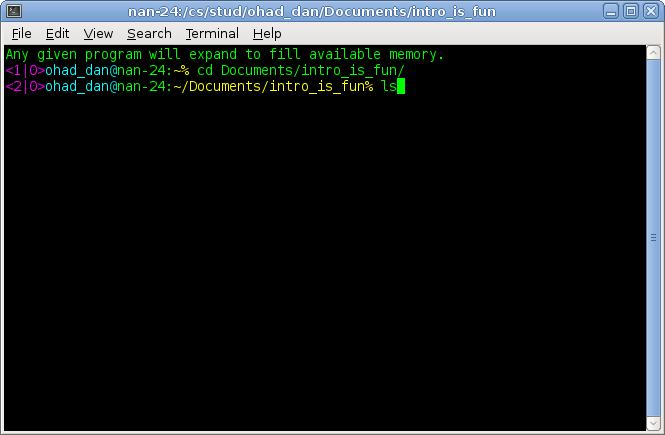 nan-24:/cs/stud/ohad_dan/Documents/intro_is_fun
File Edit View Search Terminal Help
Any given program will expand to fill available memory.
<1|0>ohad_dan@nan-24:~% cd Documents/intro_is_fun/
<2|0>ohad_dan@nan-24:~/Documents/intro_is_fun% ls